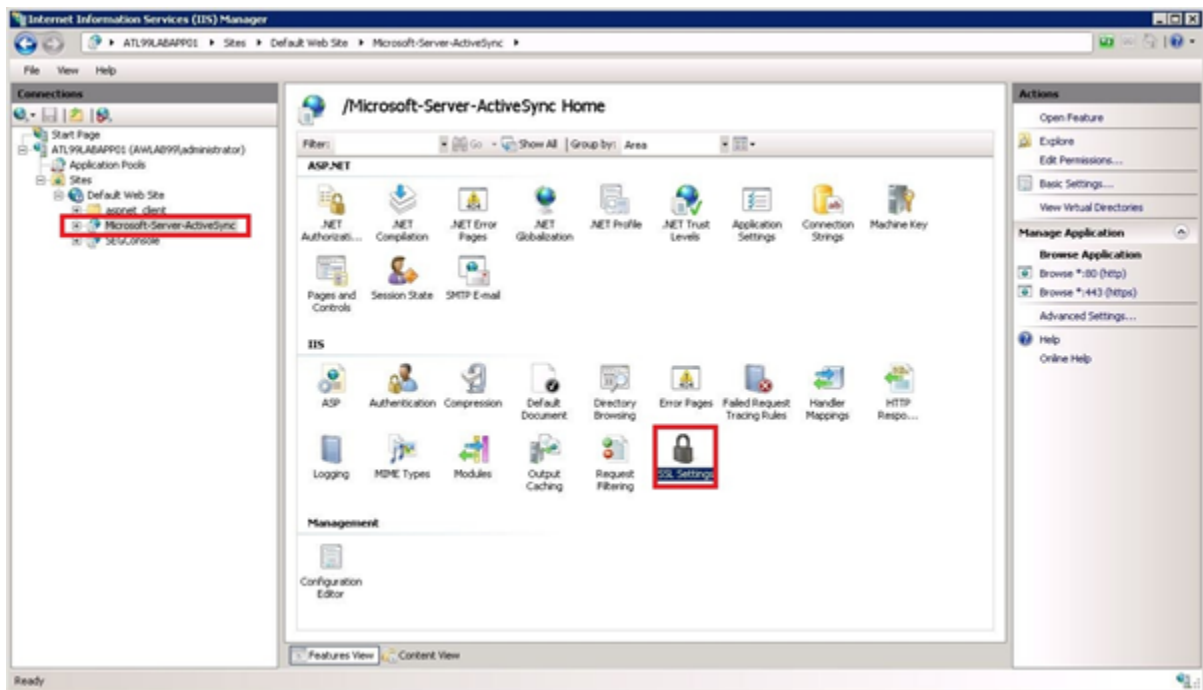 Internet Information Services (IIS) Manager
ATL99LABAPP01 Sites Default Web Site Microsoft-Server-ActiveSync
File View Help
Connections
Start Page
ATL99LABAPP01 (AWLAB99\administrator)
Application Pools
Sites
Default Web Site
aspnet_client
Microsoft-Server-ActiveSync
SEGConsole
/Microsoft-Server-ActiveSync Home
Filter: Go Show All Group by: Area
ASP.NET
.NET Authorizati...
.NET Compilation
.NET Error Pages
.NET Globalization
.NET Profile
.NET Trust Levels
Application Settings
Connection Strings
Machine Key
Pages and Controls
Session State
SMTP E-mail
IIS
ASP
Authentication
Compression
Default Document
Directory Browsing
Error Pages
Failed Request Tracing Rules
Handler Mappings
HTTP Respo...
Logging
MIME Types
Modules
Output Caching
Request Filtering
SSL Settings
Management
Configuration Editor
Features View Content View
Ready
Actions
Open Feature
Explore
Edit Permissions...
Basic Settings...
View Virtual Directories
Manage Application
Browse Application
Browse *:80 (http)
Browse *:443 (https)
Advanced Settings...
Help
Online Help